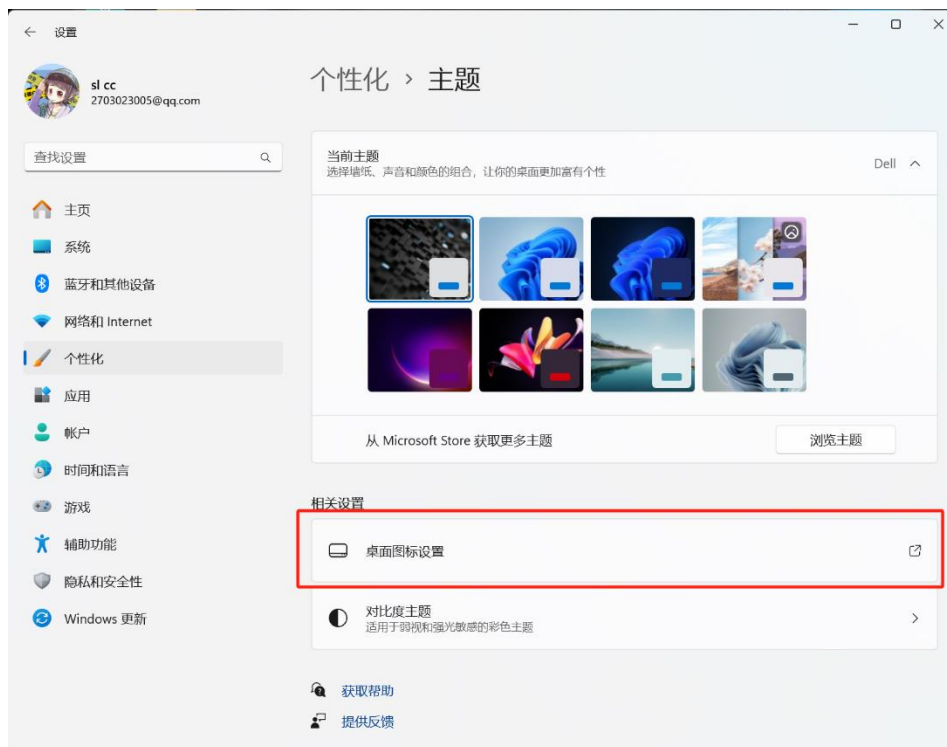 设置
sl cc
2703023005@qq.com
查找设置
主页
系统
蓝牙和其他设备
网络和 Internet
个性化
应用
帐户
时间和语言
游戏
辅助功能
隐私和安全性
Windows 更新
个性化 › 主题
当前主题
选择墙纸、声音和颜色的组合，让你的桌面更加富有个性
Dell
从 Microsoft Store 获取更多主题
浏览主题
相关设置
桌面图标设置
对比度主题
适用于弱视和强光敏感的彩色主题
获取帮助
提供反馈